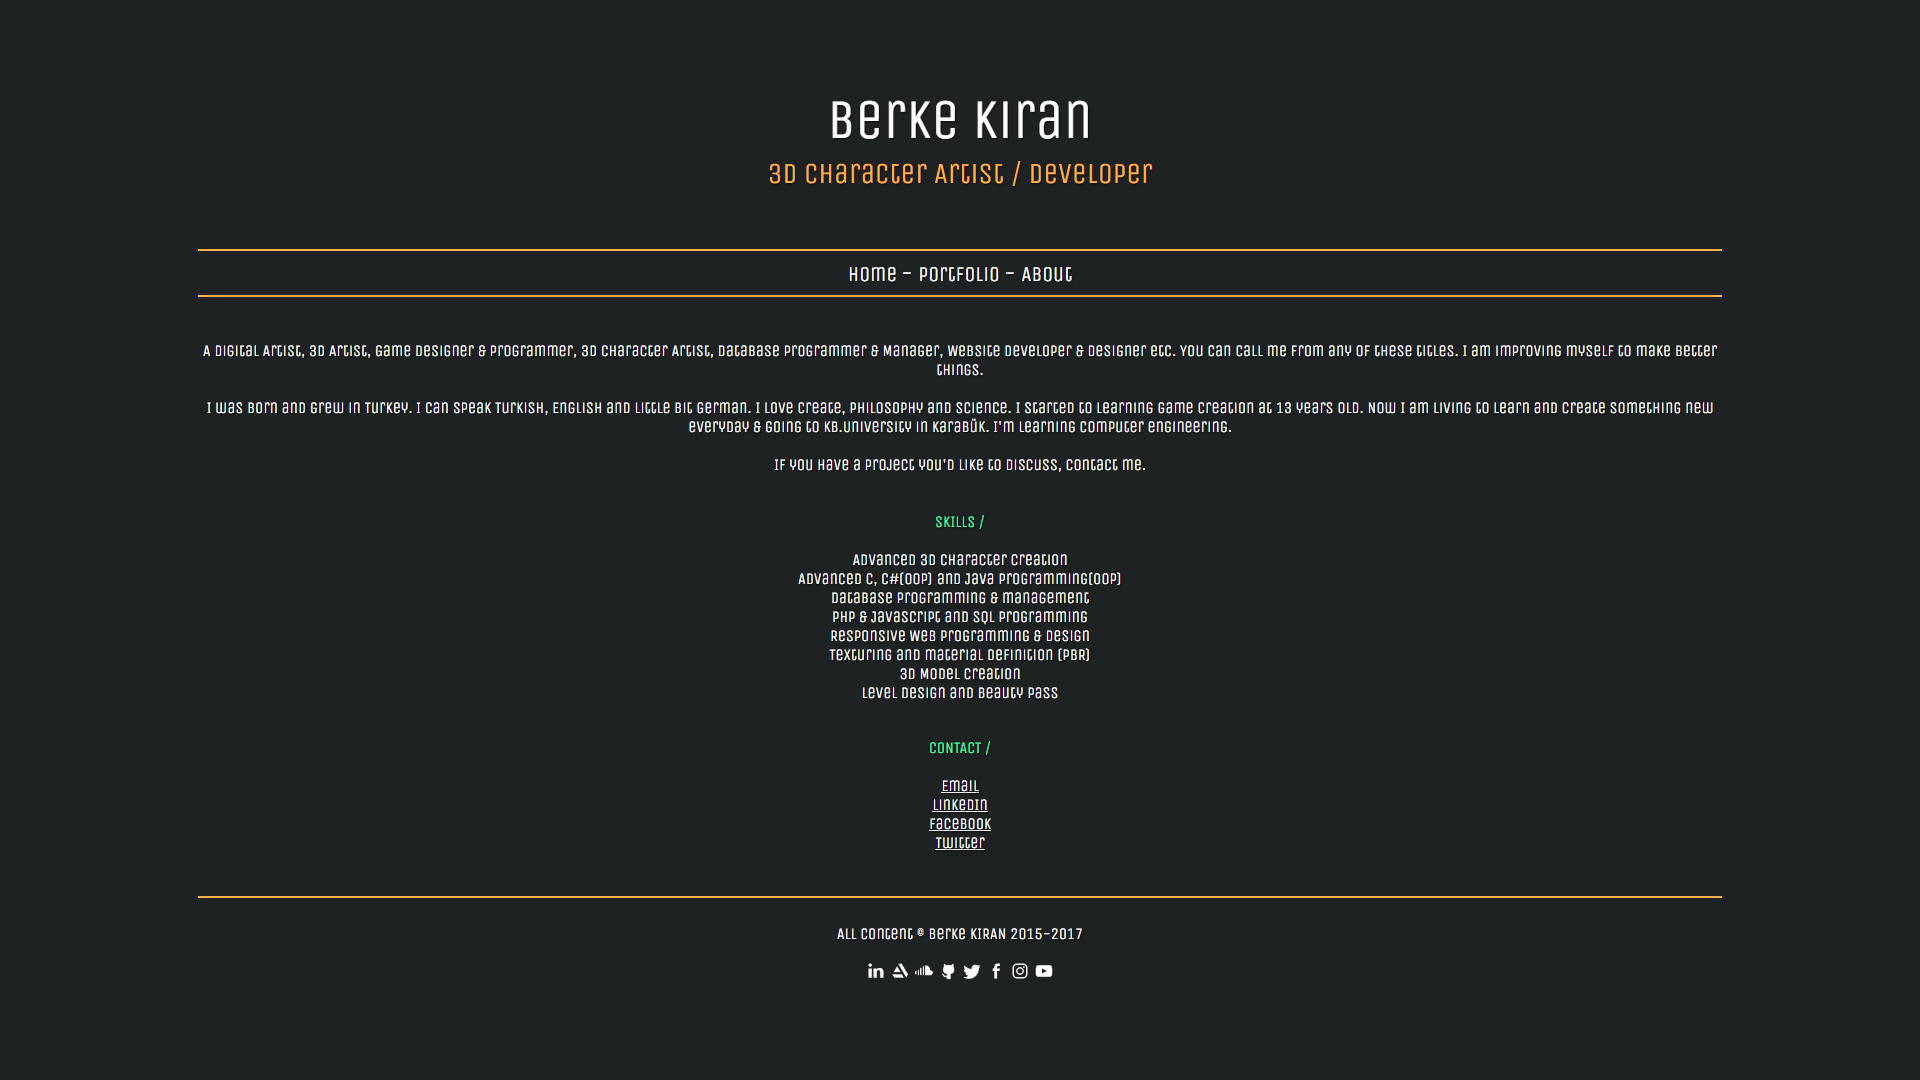 Berke Kiran
3D Character Artist / Developer
Home - Portfolio - About
A Digital Artist, 3D Artist, Game Designer & Programmer, 3D Character Artist, Database Programmer & Manager, Website Developer & Designer etc. You can call me from any of these titles. I am improving myself to make better
things.
I was born and grew in Turkey. I can speak Turkish, English and little bit German. I love create, philosophy and science. I started to learning game creation at 13 years old. Now I am living to learn and create something new
everyday & going to KB.University in Karabük. I'm learning computer engineering.
If you have a project you'd like to discuss, contact me.
SKILLS /
Advanced 3D Character Creation
Advanced C, C#(OOP) and Java Programming(OOP)
Database Programming & management
PHP & Javascript and SQL Programming
Responsive Web Programming & Design
Texturing and material definition (PBR)
3D Model Creation
Level Design and Beauty Pass
CONTACT /
Email
LinkedIn
Facebook
Twitter
All content © Berke KIRAN 2015-2017